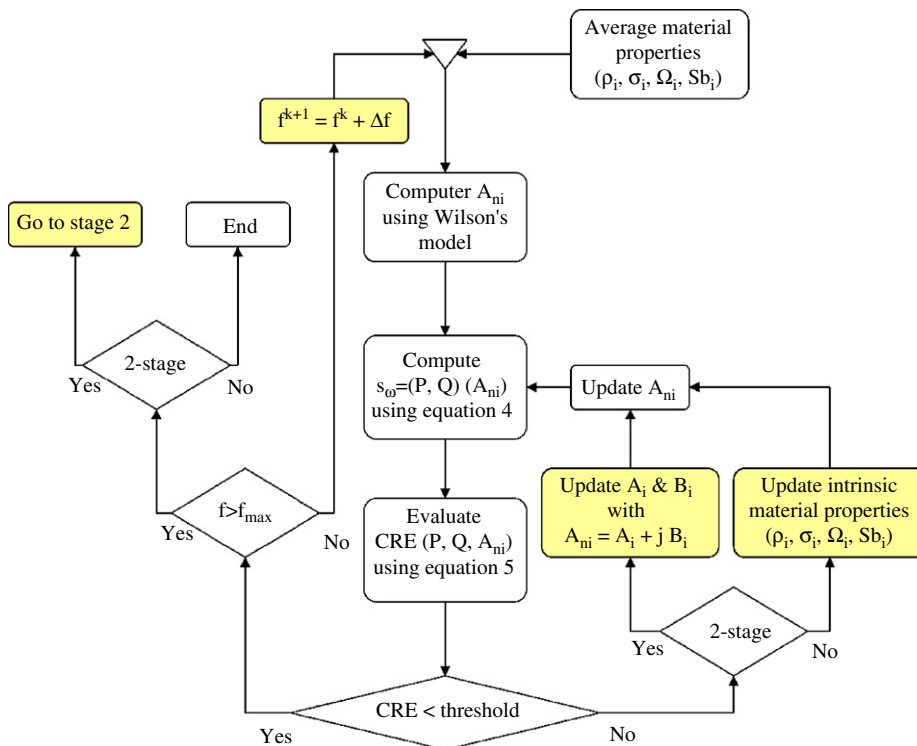 Average material
properties
(ρᵢ, σᵢ, Ωᵢ, Sbᵢ)
fᵏ⁺¹ = fᵏ + Δf
Computer Aₙᵢ
using Wilson's
model
Go to stage 2
End
2-stage
Yes
No
Compute
s_ω=(P, Q) (Aₙᵢ)
using equation 4
Update Aₙᵢ
f>f_max
Yes
No
Evaluate
CRE (P, Q, Aₙᵢ)
using equation 5
Update Aᵢ & Bᵢ
with
Aₙᵢ = Aᵢ + j Bᵢ
Update intrinsic
material properties
(ρᵢ, σᵢ, Ωᵢ, Sbᵢ)
2-stage
Yes
No
CRE < threshold
Yes
No